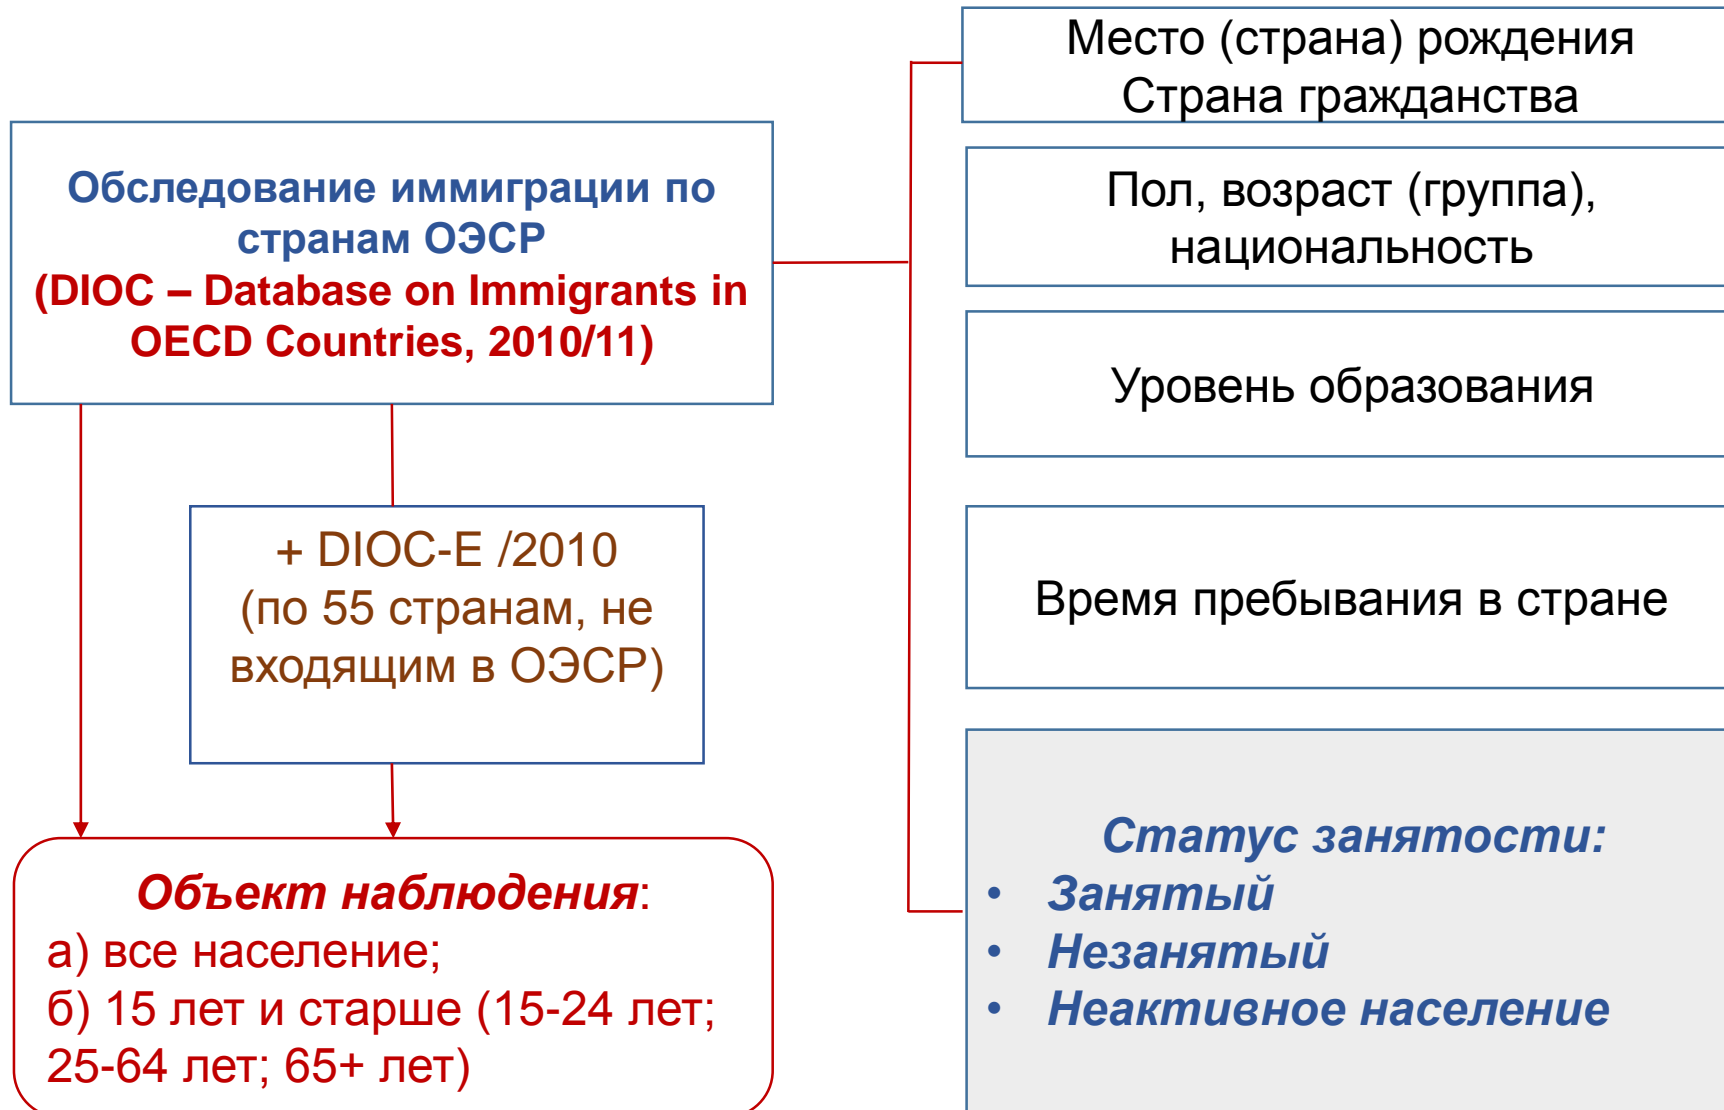 Обследование иммиграции по
странам ОЭСР
(DIOC – Database on Immigrants in
OECD Countries, 2010/11)
+ DIOC-E /2010
(по 55 странам, не
входящим в ОЭСР)
Объект наблюдения:
а) все население;
б) 15 лет и старше (15-24 лет;
25-64 лет; 65+ лет)
Место (страна) рождения
Страна гражданства
Пол, возраст (группа),
национальность
Уровень образования
Время пребывания в стране
Статус занятости:
• Занятый
• Незанятый
• Неактивное население